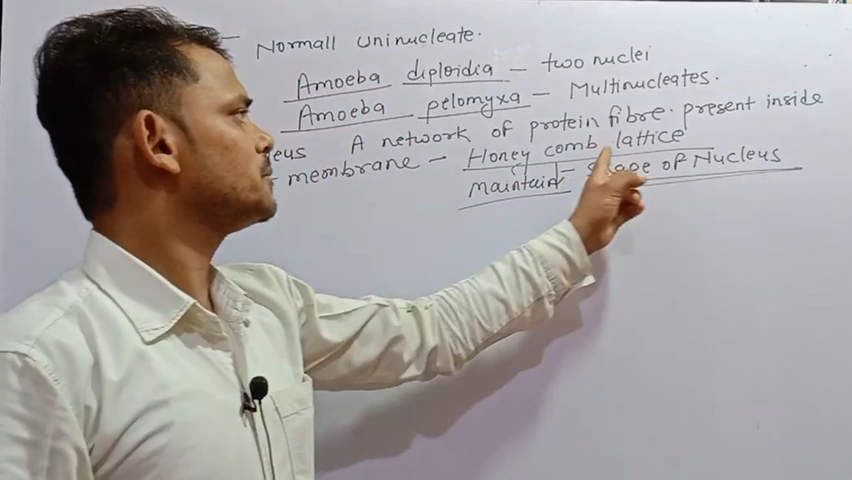 — Normall uninucleate.
Amoeba diploidia – two nuclei
Amoeba pelomyxa – Multinucleates.
eus A network of protein fibre. present inside
membrane – Honey comb lattice
maintain – shape of Nucleus